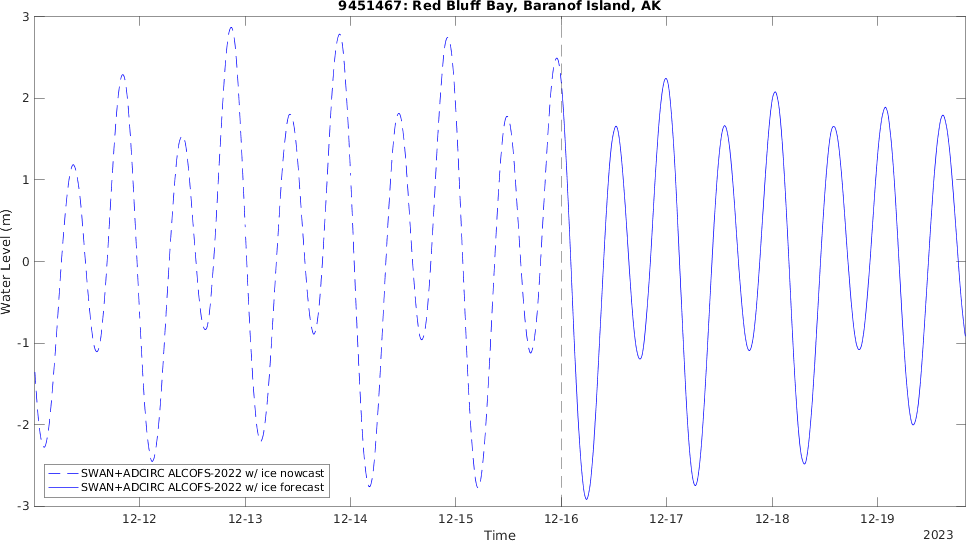 9451467: Red Bluff Bay, Baranof Island, AK
Water Level (m)
3
2
1
0
-1
-2
-3
SWAN+ADCIRC ALCOFS-2022 w/ ice nowcast
SWAN+ADCIRC ALCOFS-2022 w/ ice forecast
12-12 12-13 12-14 12-15 12-16 12-17 12-18 12-19
Time
2023